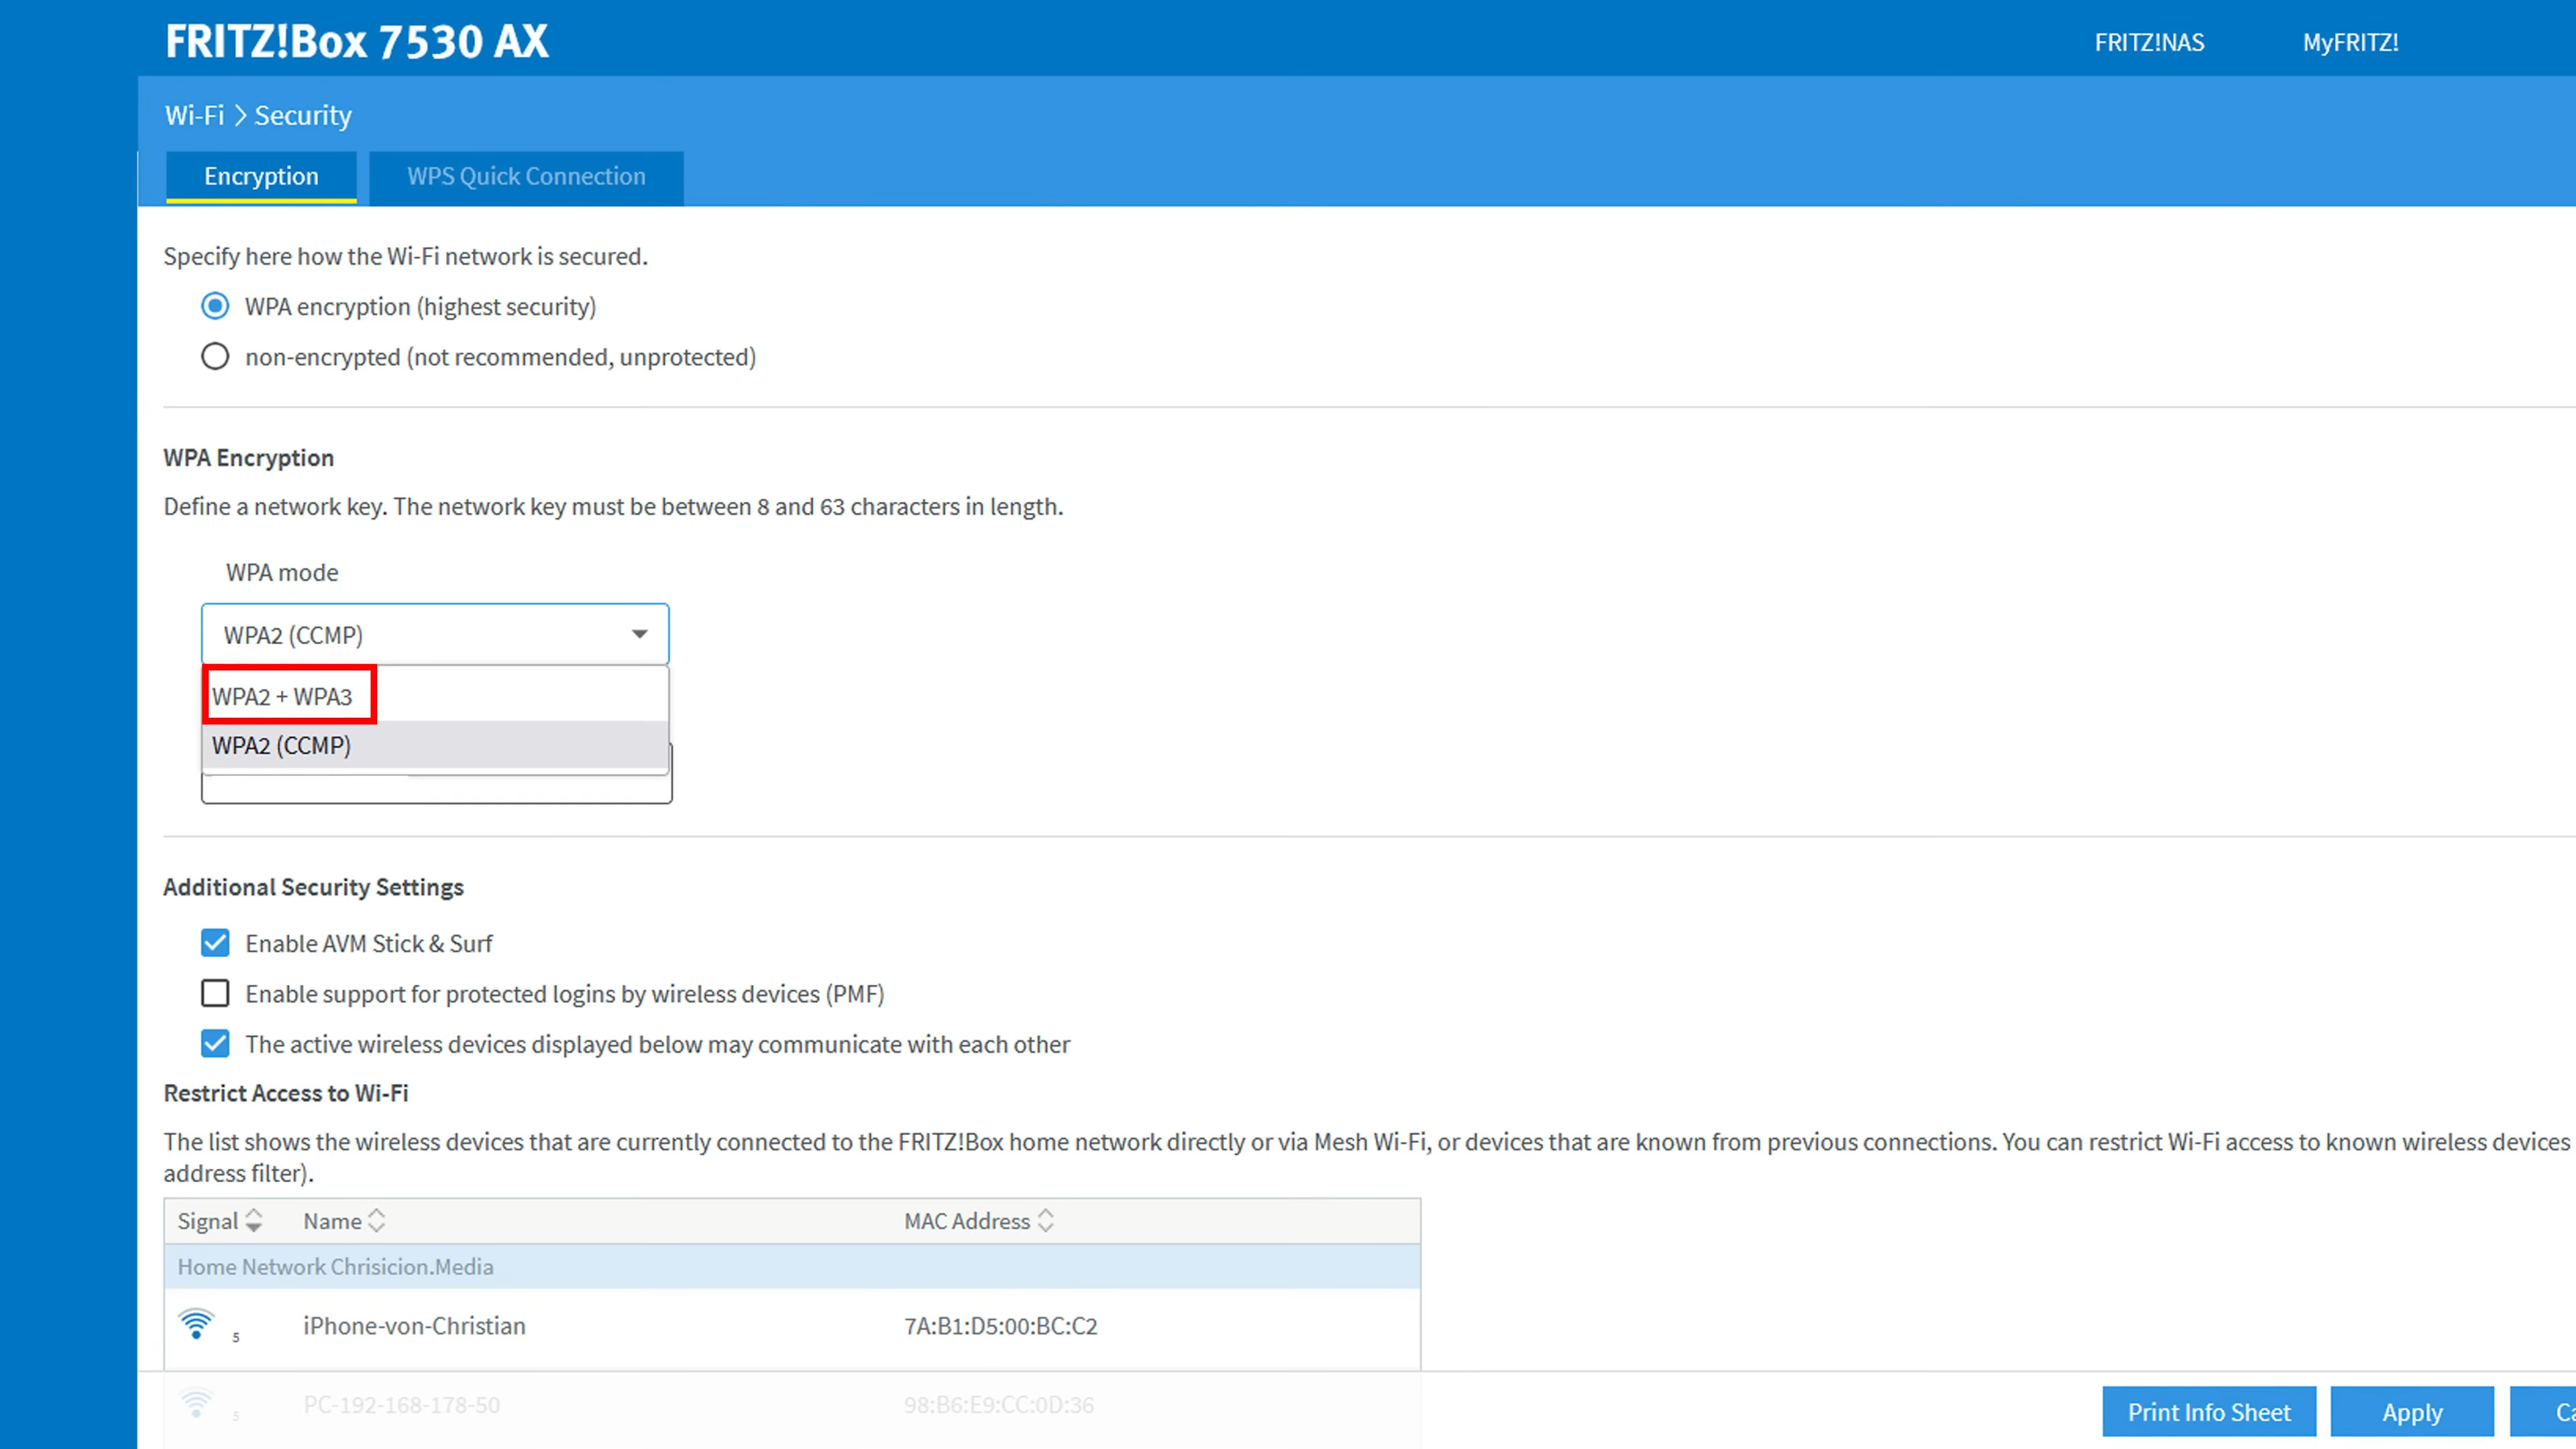 FRITZ!Box 7530 AX
FRITZ!NAS
MyFRITZ!
Wi-Fi > Security
Encryption
WPS Quick Connection
Specify here how the Wi-Fi network is secured.
WPA encryption (highest security)
non-encrypted (not recommended, unprotected)
WPA Encryption
Define a network key. The network key must be between 8 and 63 characters in length.
WPA mode
WPA2 (CCMP)
WPA2 + WPA3
WPA2 (CCMP)
Additional Security Settings
Enable AVM Stick & Surf
Enable support for protected logins by wireless devices (PMF)
The active wireless devices displayed below may communicate with each other
Restrict Access to Wi-Fi
The list shows the wireless devices that are currently connected to the FRITZ!Box home network directly or via Mesh Wi-Fi, or devices that are known from previous connections. You can restrict Wi-Fi access to known wireless devices
address filter).
Signal Name MAC Address
Home Network Chrisicion.Media
5 iPhone-von-Christian 7A:B1:D5:00:BC:C2
5 PC-192-168-178-50 98:B6:E9:CC:0D:36
Print Info Sheet
Apply